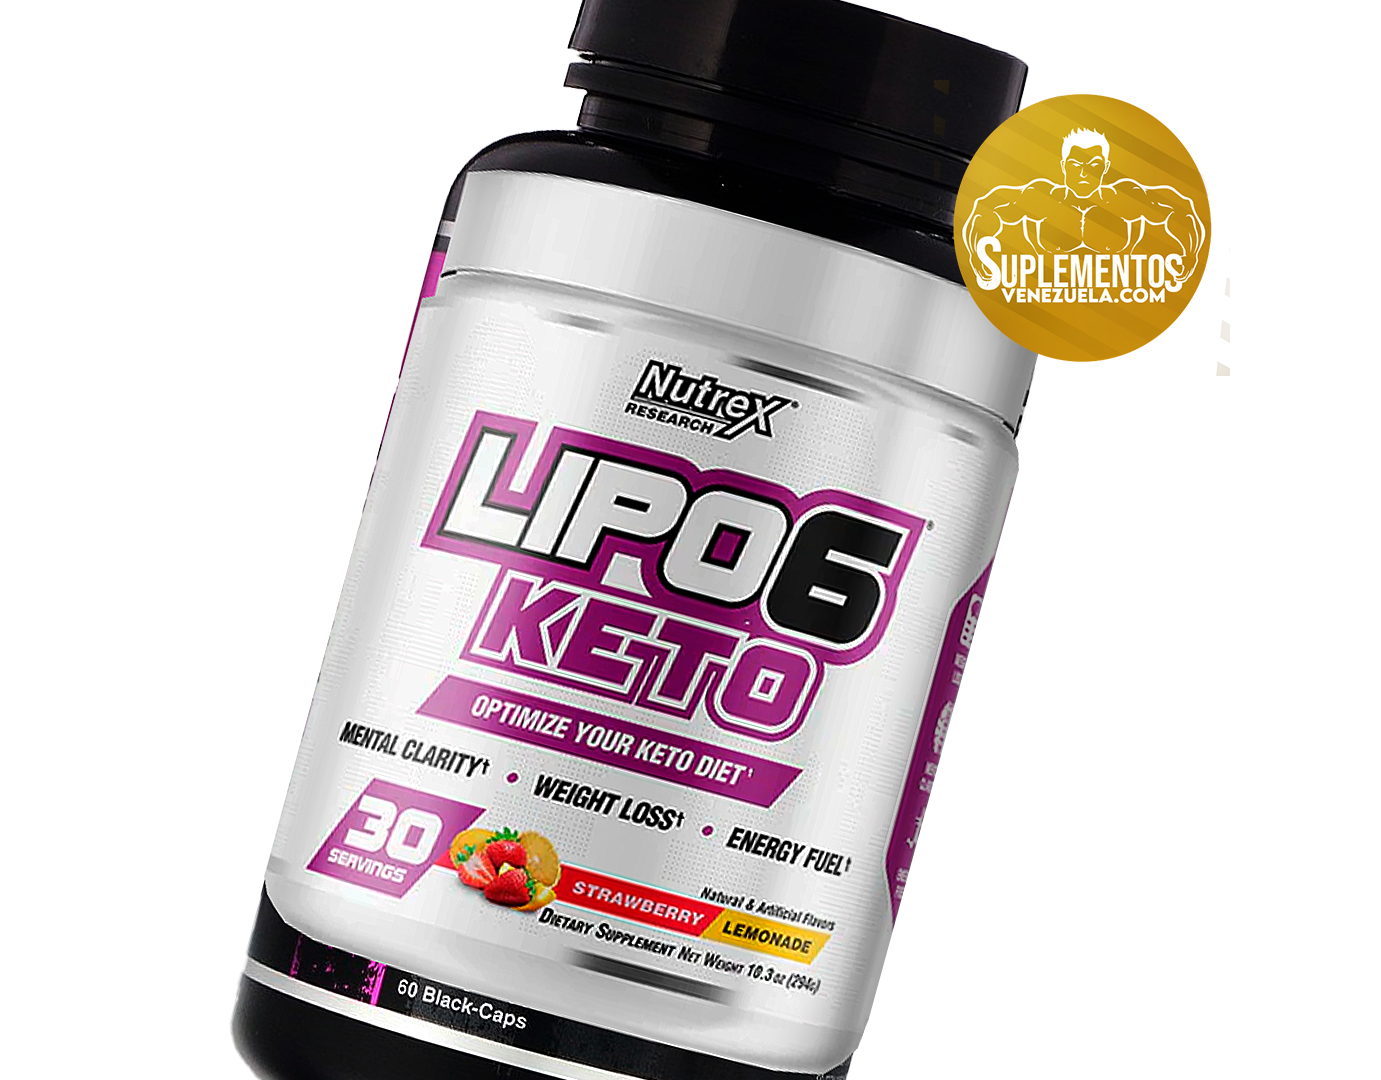 SUPLEMENTOS
VENEZUELA.COM
NutreX®
RESEARCH
LIPO6®
KETO
OPTIMIZE YOUR KETO DIET†
MENTAL CLARITY† • WEIGHT LOSS† • ENERGY FUEL†
30
SERVINGS
Natural & Artificial Flavors
STRAWBERRY LEMONADE
DIETARY SUPPLEMENT NET WEIGHT 10.3 oz (294G)
60 Black-Caps